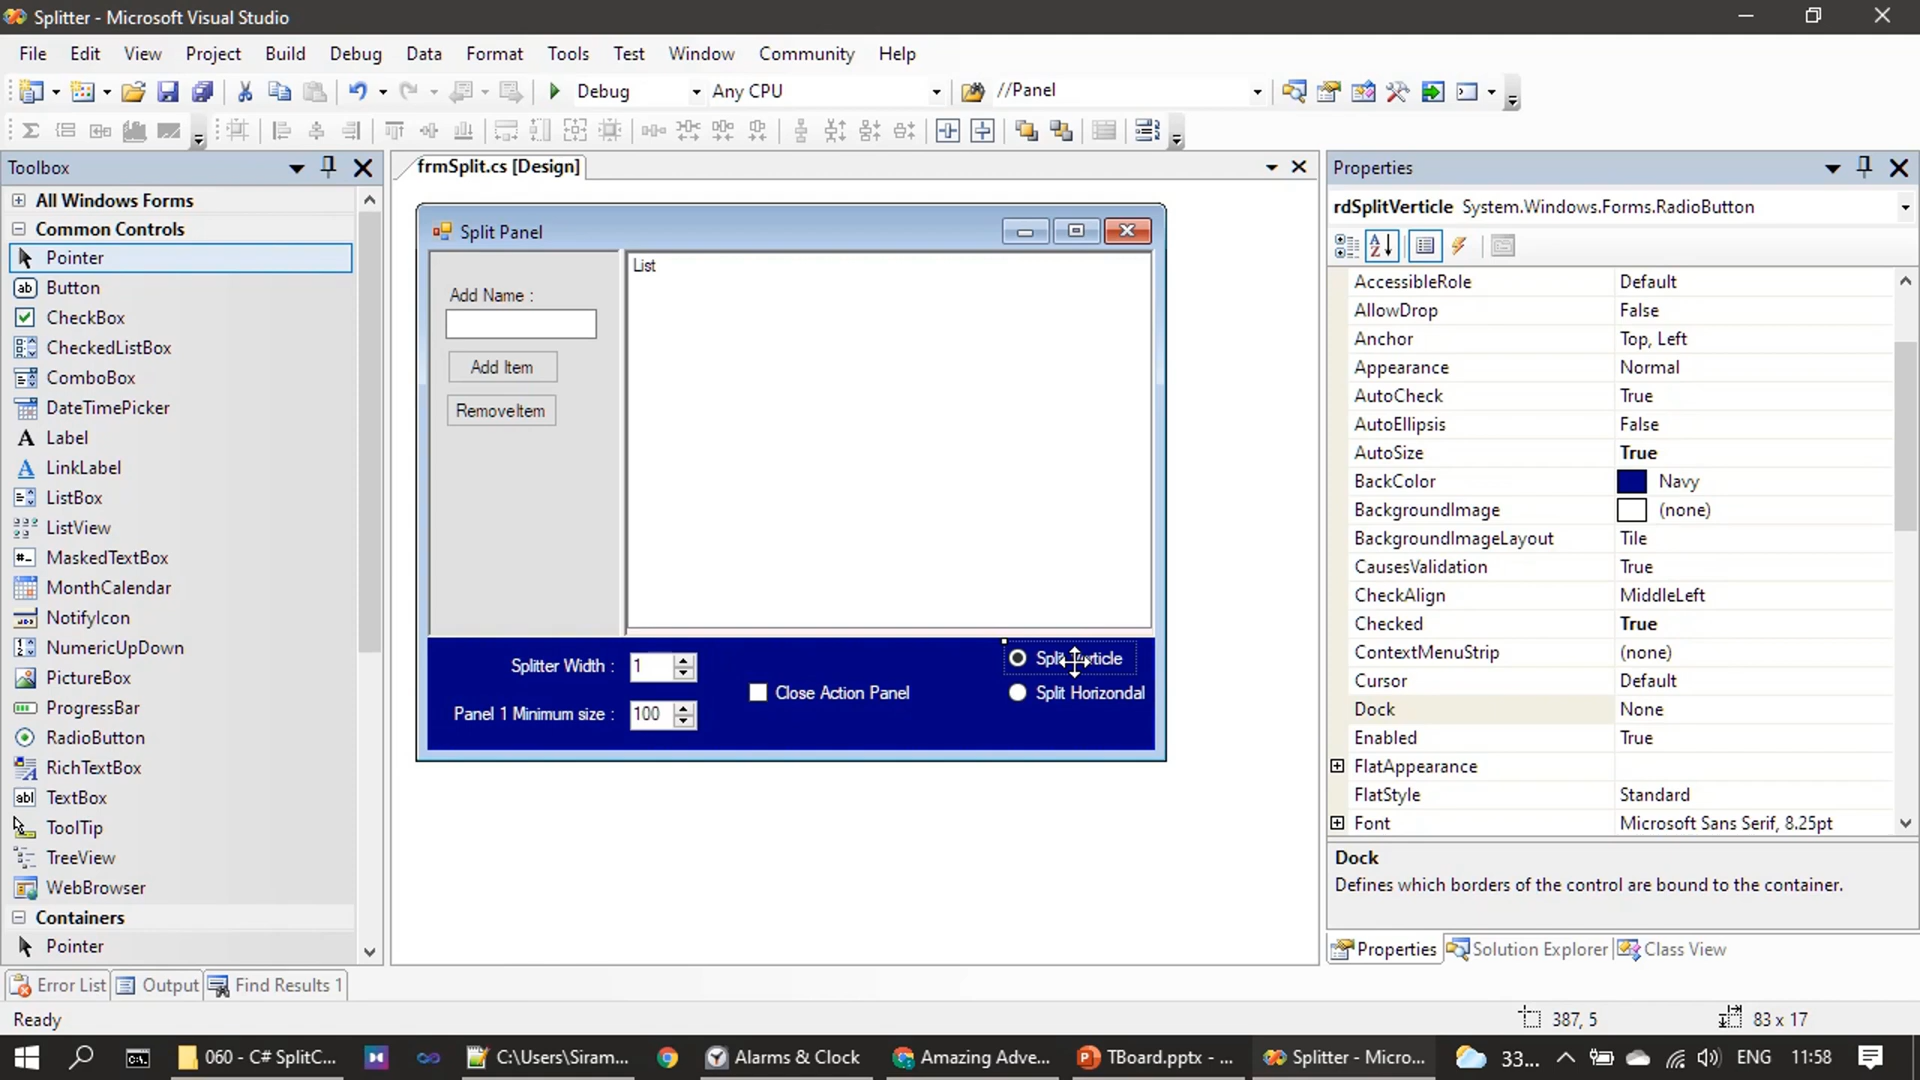 Splitter - Microsoft Visual Studio
File Edit View Project Build Debug Data Format Tools Test Window Community Help
Debug Any CPU //Panel
Toolbox
All Windows Forms
Common Controls
Pointer
Button
CheckBox
CheckedListBox
ComboBox
DateTimePicker
Label
LinkLabel
ListBox
ListView
MaskedTextBox
MonthCalendar
NotifyIcon
NumericUpDown
PictureBox
ProgressBar
RadioButton
RichTextBox
TextBox
ToolTip
TreeView
WebBrowser
Containers
Pointer
frmSplit.cs [Design]
Split Panel
Add Name :
Add Item
RemoveItem
List
Splitter Width : 1
Panel 1 Minimum size : 100
Close Action Panel
Split Verticle
Split Horizondal
Properties
rdSplitVerticle System.Windows.Forms.RadioButton
AccessibleRole Default
AllowDrop False
Anchor Top, Left
Appearance Normal
AutoCheck True
AutoEllipsis False
AutoSize True
BackColor Navy
BackgroundImage (none)
BackgroundImageLayout Tile
CausesValidation True
CheckAlign MiddleLeft
Checked True
ContextMenuStrip (none)
Cursor Default
Dock None
Enabled True
FlatAppearance
FlatStyle Standard
Font Microsoft Sans Serif, 8.25pt
Dock
Defines which borders of the control are bound to the container.
Properties Solution Explorer Class View
Error List Output Find Results 1
Ready 387, 5 83 x 17
060 - C# SplitC... C:\Users\Siram... Alarms & Clock Amazing Adve... TBoard.pptx - ... Splitter - Micro... 33... ENG 11:58